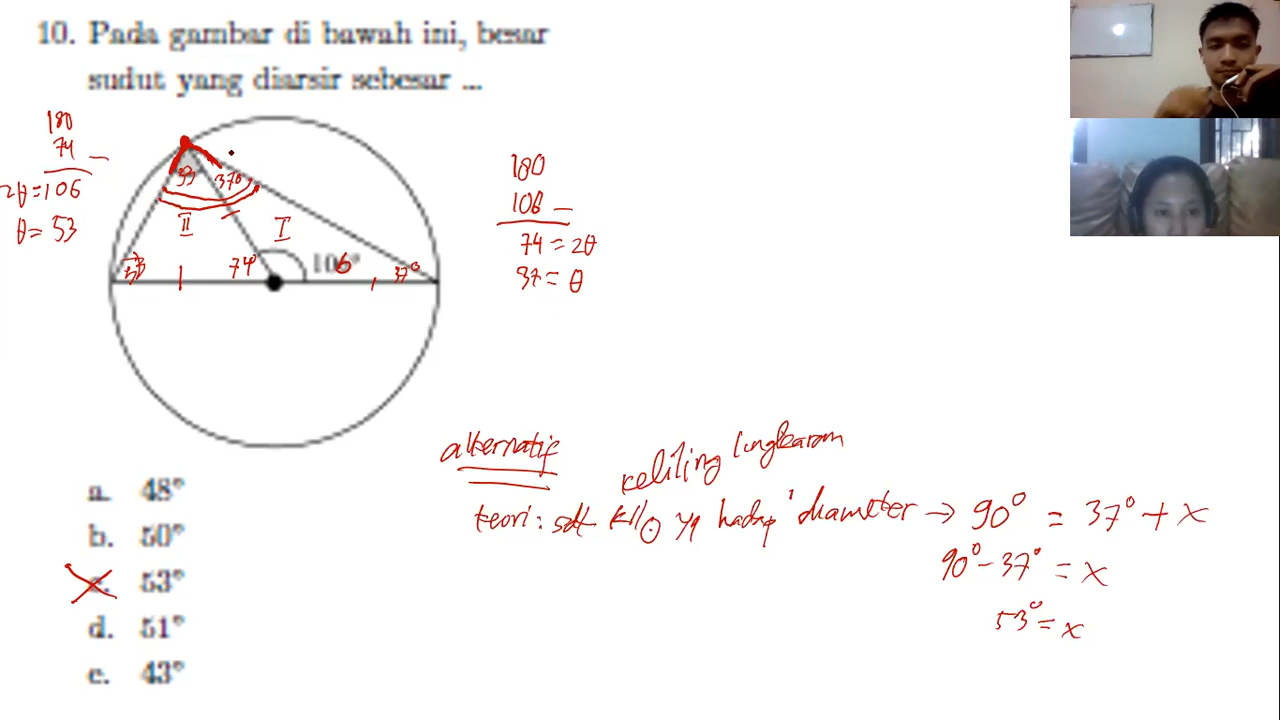 10. Pada gambar di bawah ini, besar
sudut yang diarsir sebesar ...
180
74 –
2θ = 106
θ = 53
53 37°
II I
53 74° 106° 37°
180
106 –
74 = 2θ
37 = θ
alternatif
keliling lingkaran
teori : sdt kll⊙ yg hadap diameter → 90° = 37° + x
90° - 37° = x
53° = x
a. 48°
b. 50°
c. 53°
d. 51°
e. 43°